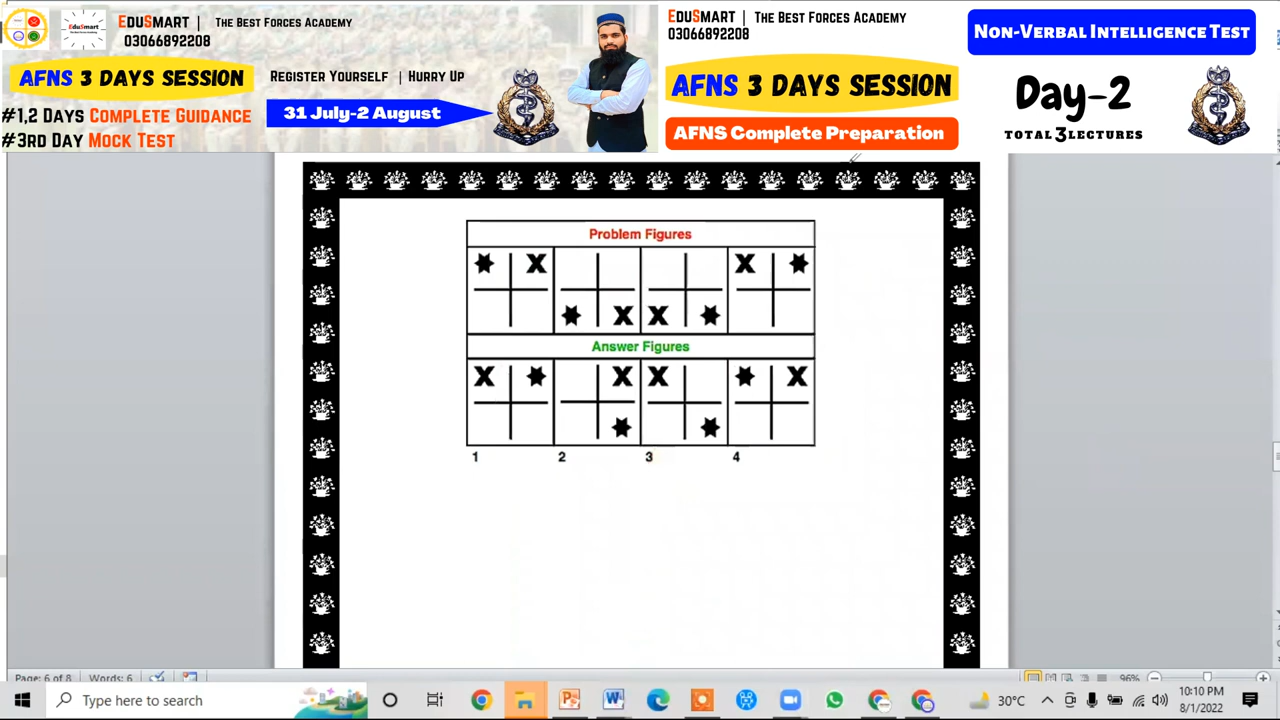 EDUSMART | THE BEST FORCES ACADEMY
03066892208
AFNS 3 DAYS SESSION
REGISTER YOURSELF | HURRY UP
31 July-2 August
#1,2 DAYS COMPLETE GUIDANCE
#3RD DAY MOCK TEST
EDUSMART | THE BEST FORCES ACADEMY
03066892208
AFNS 3 DAYS SESSION
AFNS Complete Preparation
NON-VERBAL INTELLIGENCE TEST
Day-2
TOTAL 3 LECTURES
Problem Figures
X
X
X
X
Answer Figures
X
X
X
X
1 2 3 4
Page: 6 of 8 Words: 6
96%
Type here to search
30°C
10:10 PM
8/1/2022